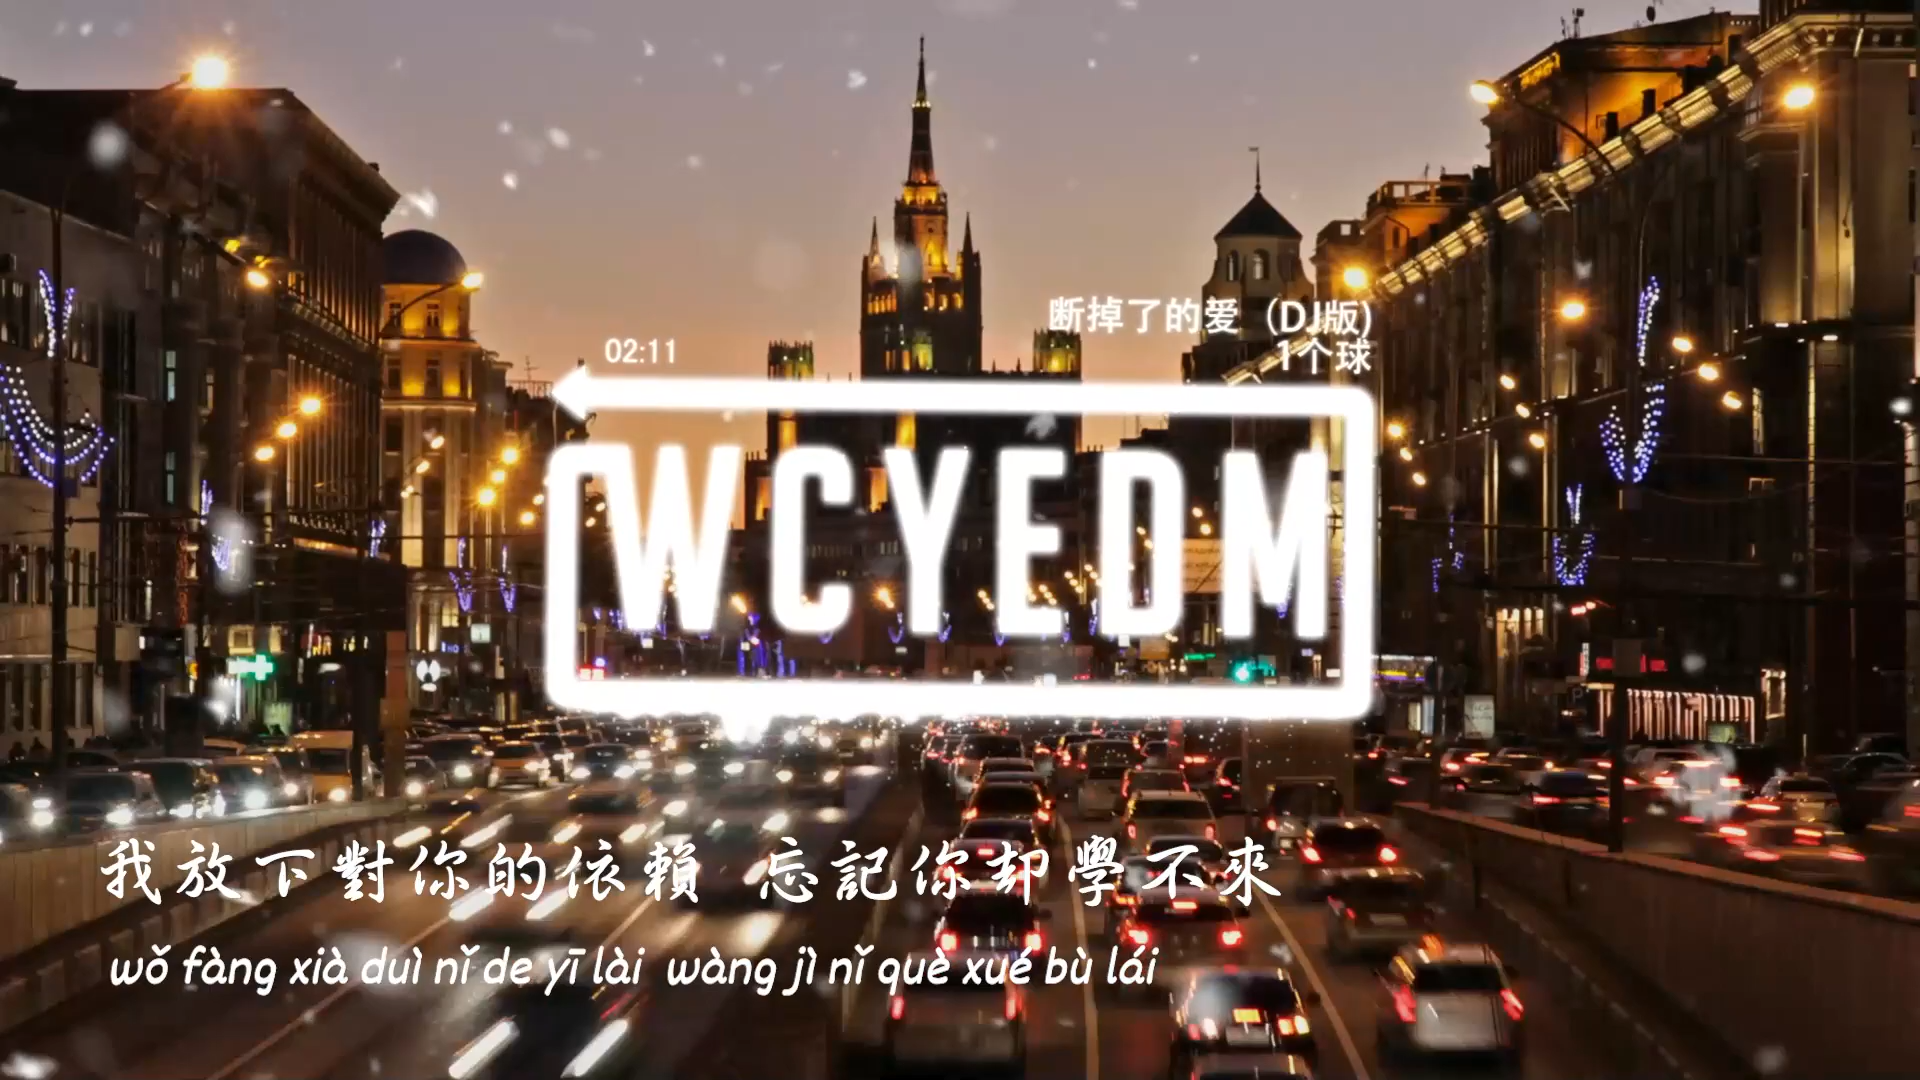 断掉了的爱 (DJ版)
02:11
1个球
WCYEDM
我放下對你的依賴 忘記你却學不來
wǒ fàng xià duì nǐ de yī lài wàng jì nǐ què xué bù lái